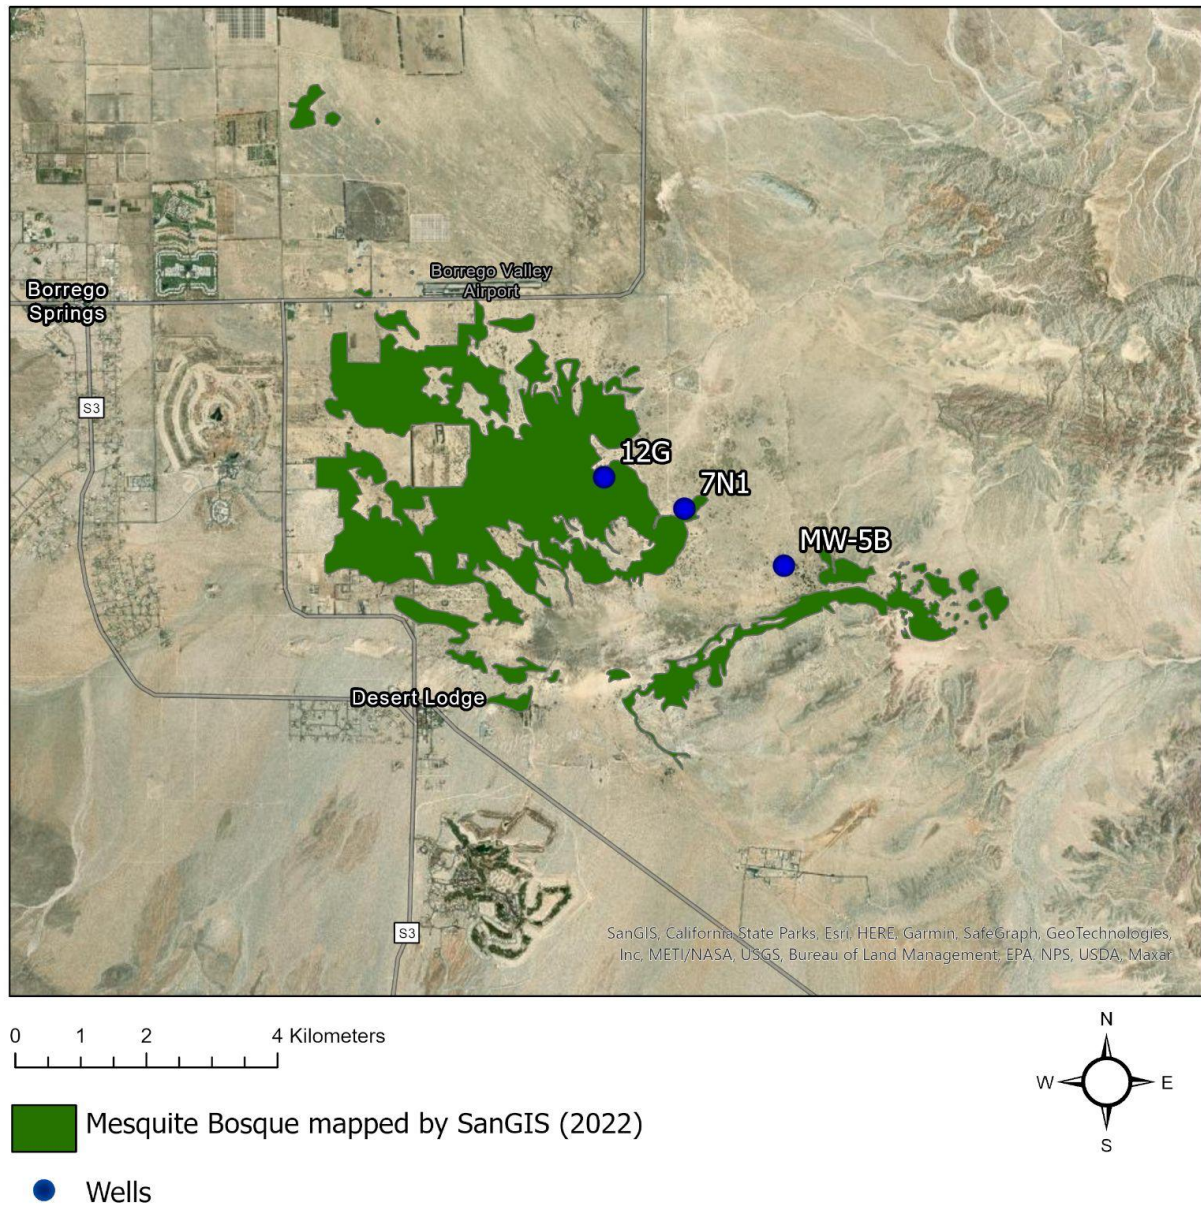 Borrego Valley
Airport
Borrego
Springs
S3
12G
7N1
MW-5B
Desert Lodge
S3
SanGIS, California State Parks, Esri, HERE, Garmin, SafeGraph, GeoTechnologies,
Inc, METI/NASA, USGS, Bureau of Land Management, EPA, NPS, USDA, Maxar
0 1 2 4 Kilometers
N
W E
S
Mesquite Bosque mapped by SanGIS (2022)
Wells